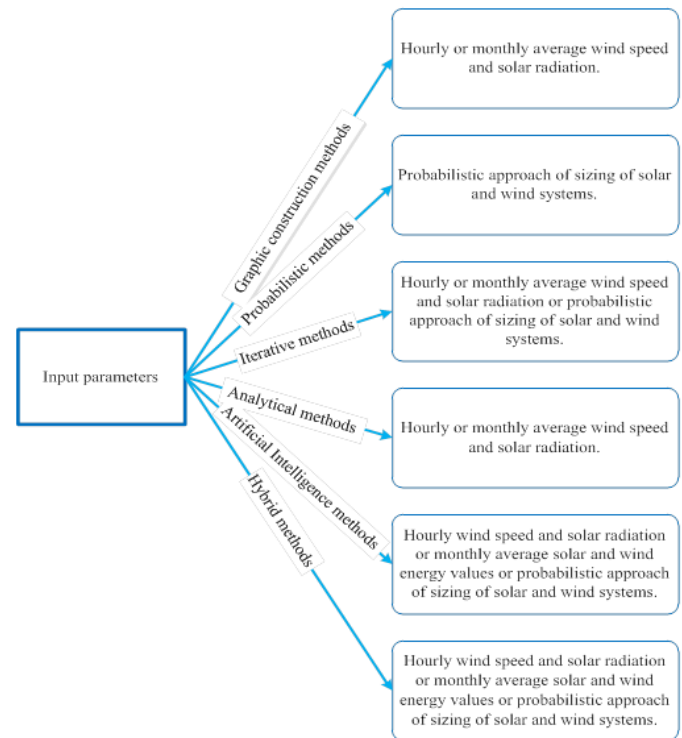 Hourly or monthly average wind speed
and solar radiation.
Graphic construction methods
Probabilistic approach of sizing of solar
and wind systems.
Probabilistic methods
Hourly or monthly average wind speed
and solar radiation or probabilistic
approach of sizing of solar and wind
systems.
Iterative methods
Input parameters
Analytical methods
Hourly or monthly average wind speed
and solar radiation.
Artificial Intelligence methods
Hourly wind speed and solar radiation
or monthly average solar and wind
energy values or probabilistic approach
of sizing of solar and wind systems.
Hybrid methods
Hourly wind speed and solar radiation
or monthly average solar and wind
energy values or probabilistic approach
of sizing of solar and wind systems.